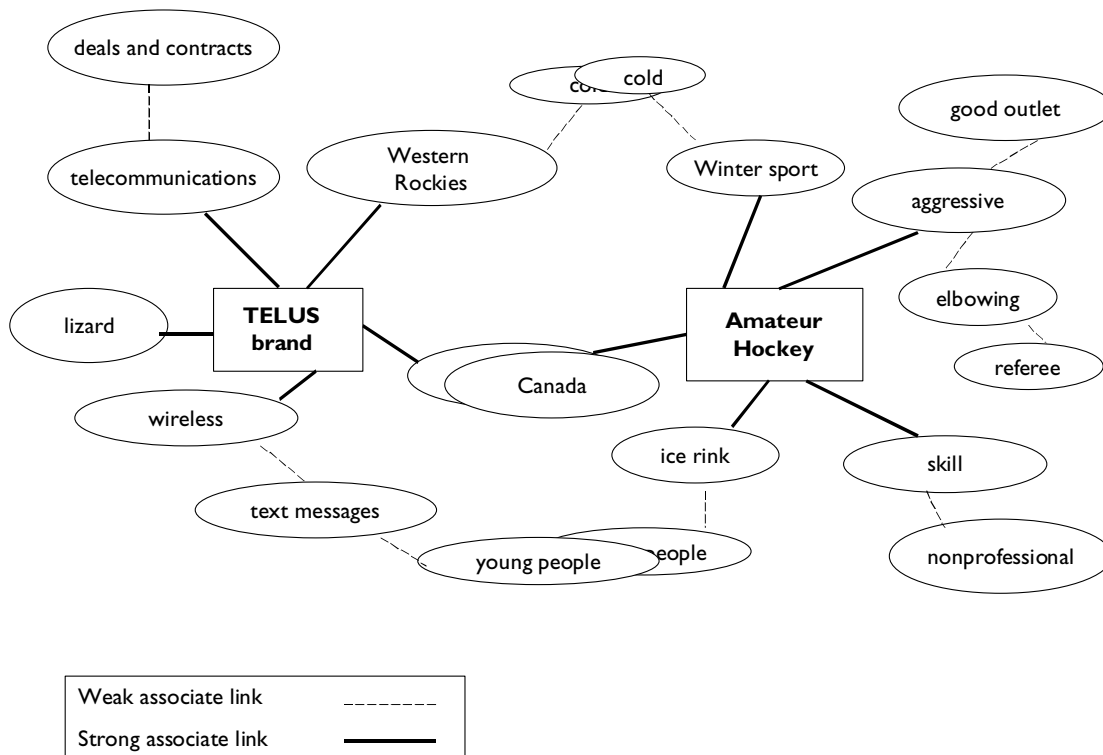 deals and contracts
cold
good outlet
Western
Rockies
telecommunications
Winter sport
aggressive
elbowing
TELUS
brand
lizard
Amateur
Hockey
referee
Canada
wireless
ice rink
skill
text messages
young people
people
nonprofessional
Weak associate link
Strong associate link